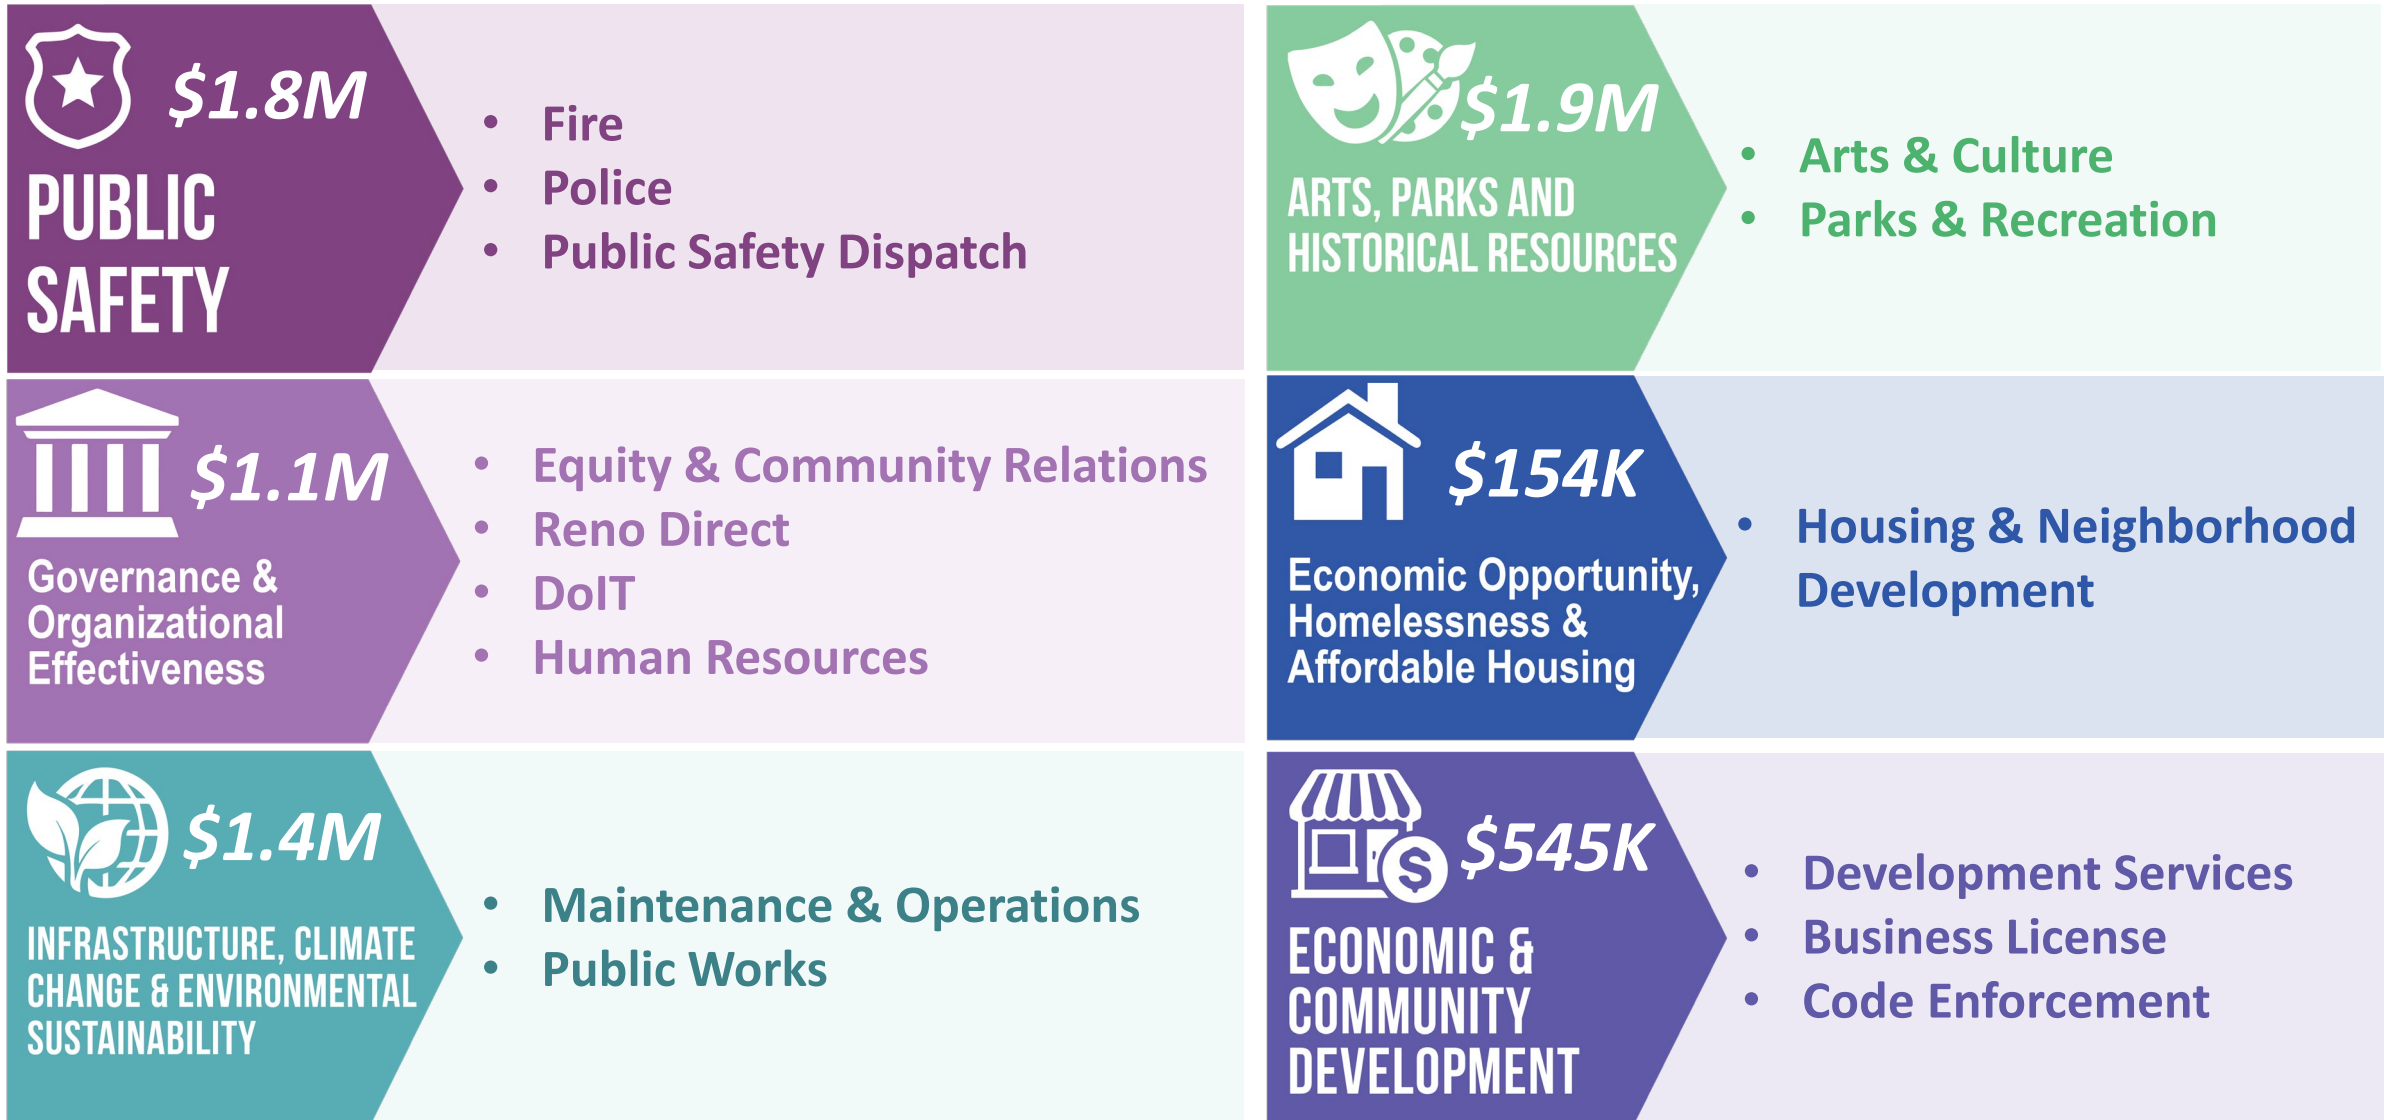 $1.8M
PUBLIC
SAFETY
• Fire
• Police
• Public Safety Dispatch
$1.9M
ARTS, PARKS AND
HISTORICAL RESOURCES
• Arts & Culture
• Parks & Recreation
$1.1M
Governance &
Organizational
Effectiveness
• Equity & Community Relations
• Reno Direct
• DoIT
• Human Resources
$154K
Economic Opportunity,
Homelessness &
Affordable Housing
• Housing & Neighborhood
Development
$1.4M
INFRASTRUCTURE, CLIMATE
CHANGE & ENVIRONMENTAL
SUSTAINABILITY
• Maintenance & Operations
• Public Works
$545K
ECONOMIC &
COMMUNITY
DEVELOPMENT
• Development Services
• Business License
• Code Enforcement